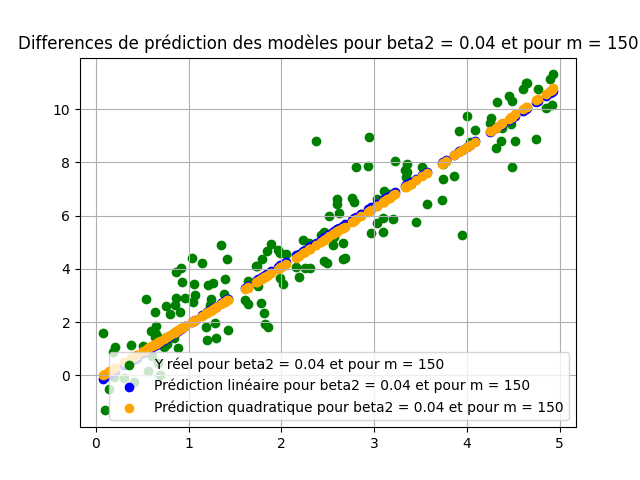 Differences de prédiction des modèles pour beta2 = 0.04 et pour m = 150
10
8
6
4
2
0
Y réel pour beta2 = 0.04 et pour m = 150
Prédiction linéaire pour beta2 = 0.04 et pour m = 150
Prédiction quadratique pour beta2 = 0.04 et pour m = 150
0 1 2 3 4 5